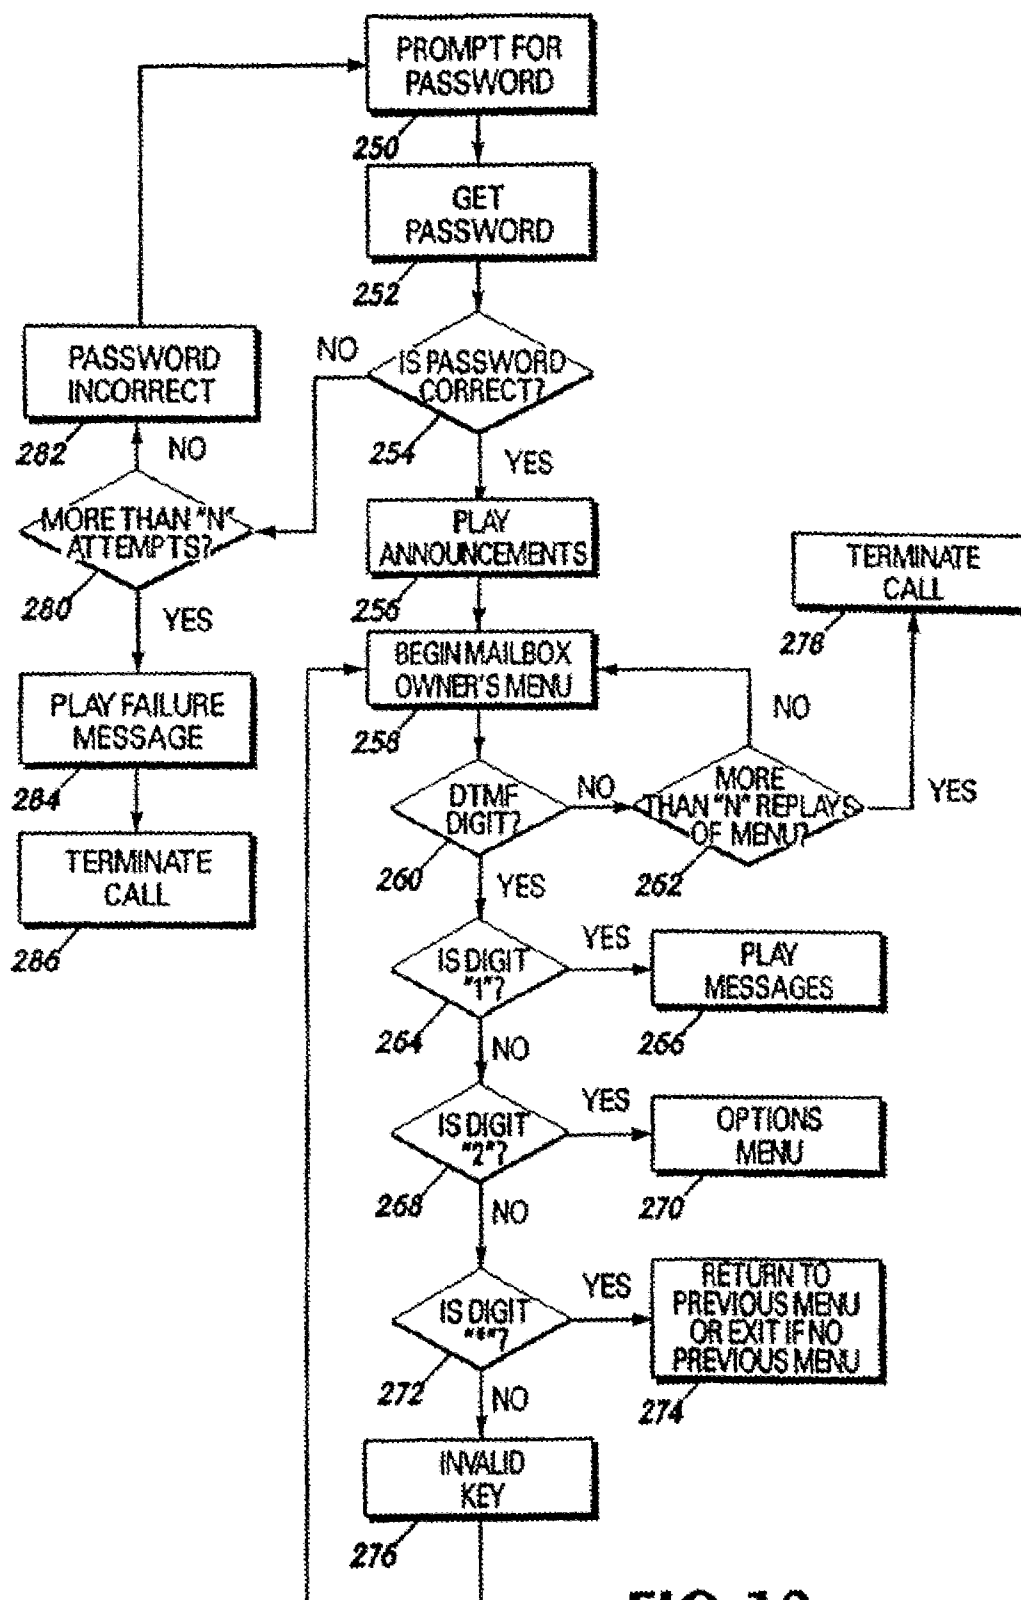 PROMPT FOR
PASSWORD
250
GET
PASSWORD
252
IS PASSWORD
CORRECT?
254
NO
YES
PASSWORD
INCORRECT
282
NO
MORE THAN "N"
ATTEMPTS?
280
YES
PLAY FAILURE
MESSAGE
284
TERMINATE
CALL
286
PLAY
ANNOUNCEMENTS
256
BEGIN MAILBOX
OWNER'S MENU
258
TERMINATE
CALL
278
NO
DTMF
DIGIT?
260
NO
YES
MORE
THAN "N" REPLAYS
OF MENU?
262
YES
IS DIGIT
"1"?
264
YES
NO
PLAY
MESSAGES
266
IS DIGIT
"2"?
268
YES
NO
OPTIONS
MENU
270
IS DIGIT
"*"?
272
YES
NO
RETURN TO
PREVIOUS MENU
OR EXIT IF NO
PREVIOUS MENU
274
INVALID
KEY
276